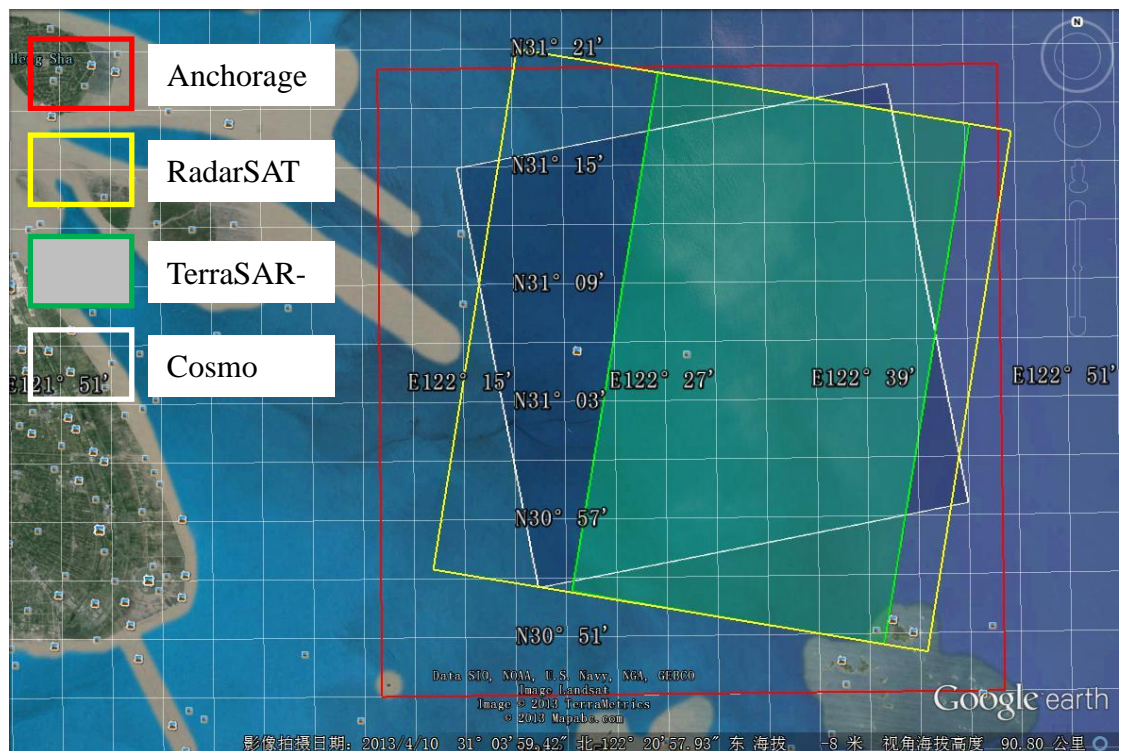 Heng Sha
Anchorage
RadarSAT
TerraSAR-
Cosmo
N
N31° 21'
N31° 15'
N31° 09'
E121° 51'
E122° 15'
E122° 27'
E122° 39'
E122° 51'
N31° 03'
N30° 57'
N30° 51'
Data SIO, NOAA, U.S. Navy, NGA, GEBCO
Image Landsat
Image © 2013 TerraMetrics
© 2013 Mapabc.com
Google earth
影像拍摄日期: 2013/4/10 31° 03'59.42" 北 122° 20'57.93" 东 海拔 -8 米 视角海拔高度 90.80 公里